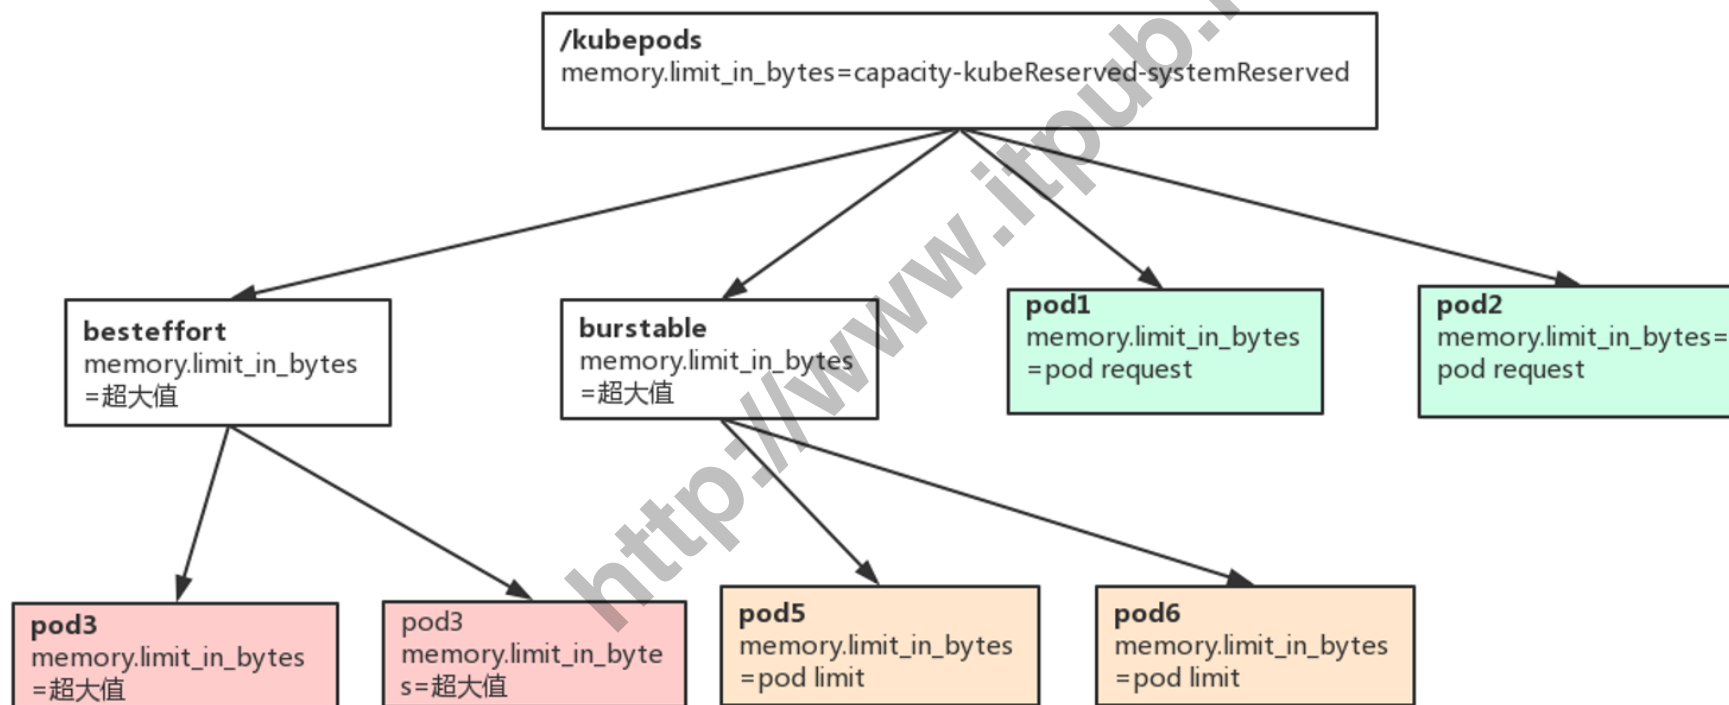 /kubepods
memory.limit_in_bytes=capacity-kubeReserved-systemReserved
besteffort
memory.limit_in_bytes
=超大值
burstable
memory.limit_in_bytes
=超大值
pod1
memory.limit_in_bytes
=pod request
pod2
memory.limit_in_bytes=
pod request
pod3
memory.limit_in_bytes
=超大值
pod3
memory.limit_in_byte
s=超大值
pod5
memory.limit_in_bytes
=pod limit
pod6
memory.limit_in_bytes
=pod limit
http://www.itpub.